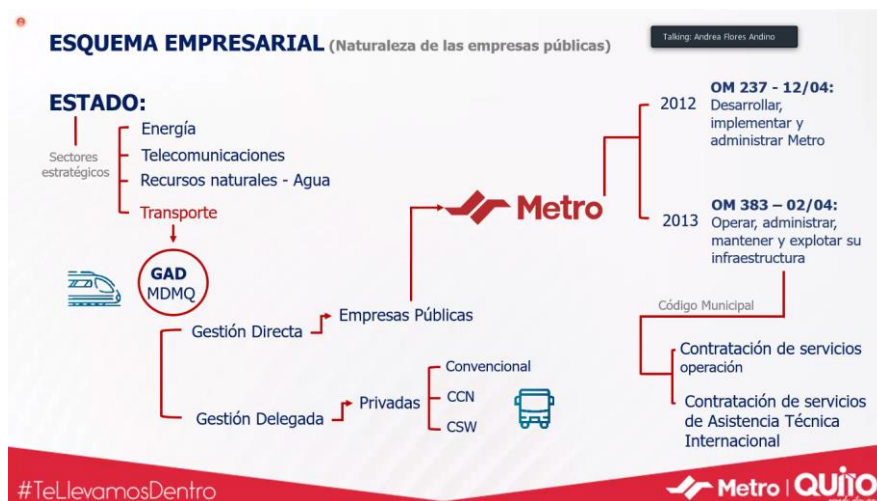 ESQUEMA EMPRESARIAL (Naturaleza de las empresas públicas)
Talking: Andrea Flores Andino
ESTADO:
Sectores
estratégicos
Energía
Telecomunicaciones
Recursos naturales - Agua
Transporte
GAD
MDMQ
Gestión Directa
Empresas Públicas
Gestión Delegada
Privadas
Convencional
CCN
CSW
Metro
2012
OM 237 - 12/04:
Desarrollar,
implementar y
administrar Metro
2013
OM 383 – 02/04:
Operar, administrar,
mantener y explotar su
infraestructura
Código Municipal
Contratación de servicios
operación
Contratación de servicios
de Asistencia Técnica
Internacional
#TeLlevamosDentro
Metro | QUITO